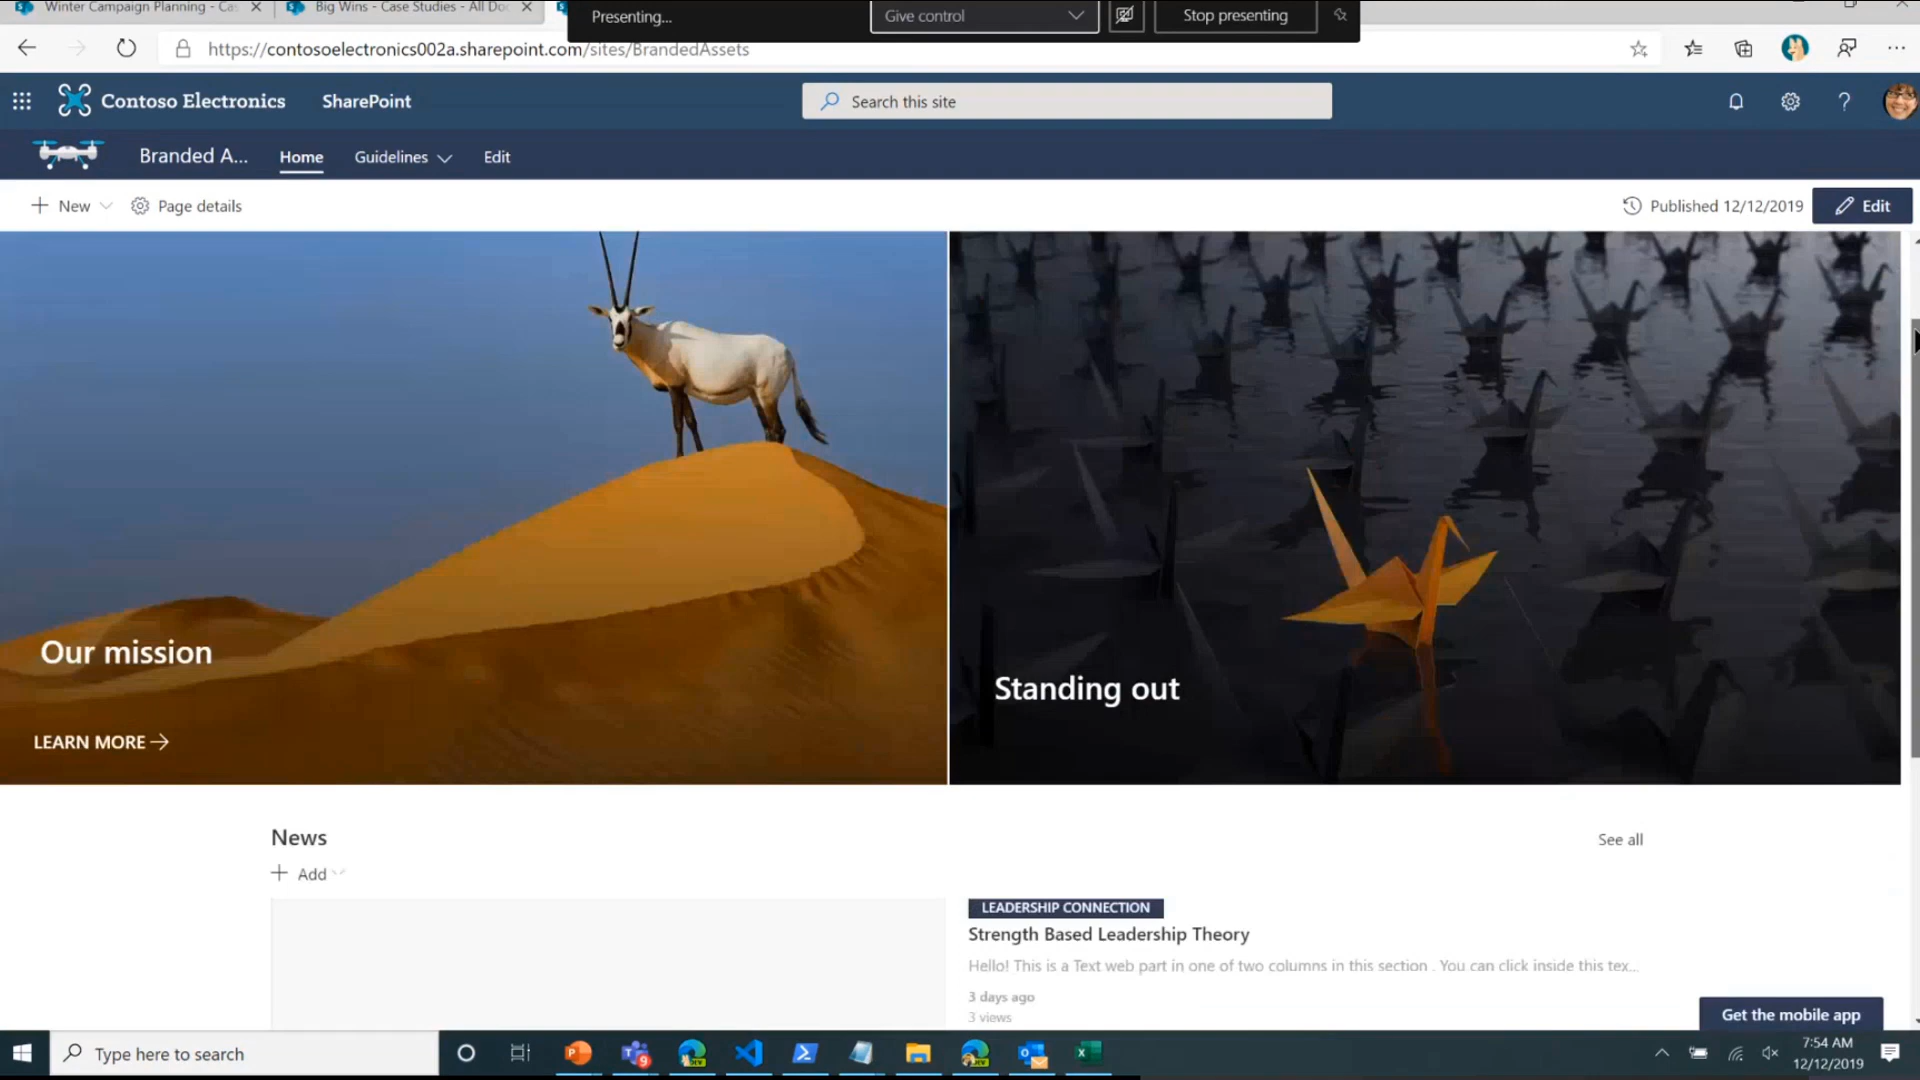 Winter Campaign Planning - Ca
Big Wins - Case Studies - All Do
Presenting...
Give control
Stop presenting
https://contosoelectronics002a.sharepoint.com/sites/BrandedAssets
Contoso Electronics
SharePoint
Search this site
Branded A...
Home
Guidelines
Edit
New
Page details
Published 12/12/2019
Edit
Our mission
LEARN MORE
Standing out
News
See all
Add
LEADERSHIP CONNECTION
Strength Based Leadership Theory
Hello! This is a Text web part in one of two columns in this section . You can click inside this tex...
3 days ago
3 views
Get the mobile app
Type here to search
7:54 AM
12/12/2019